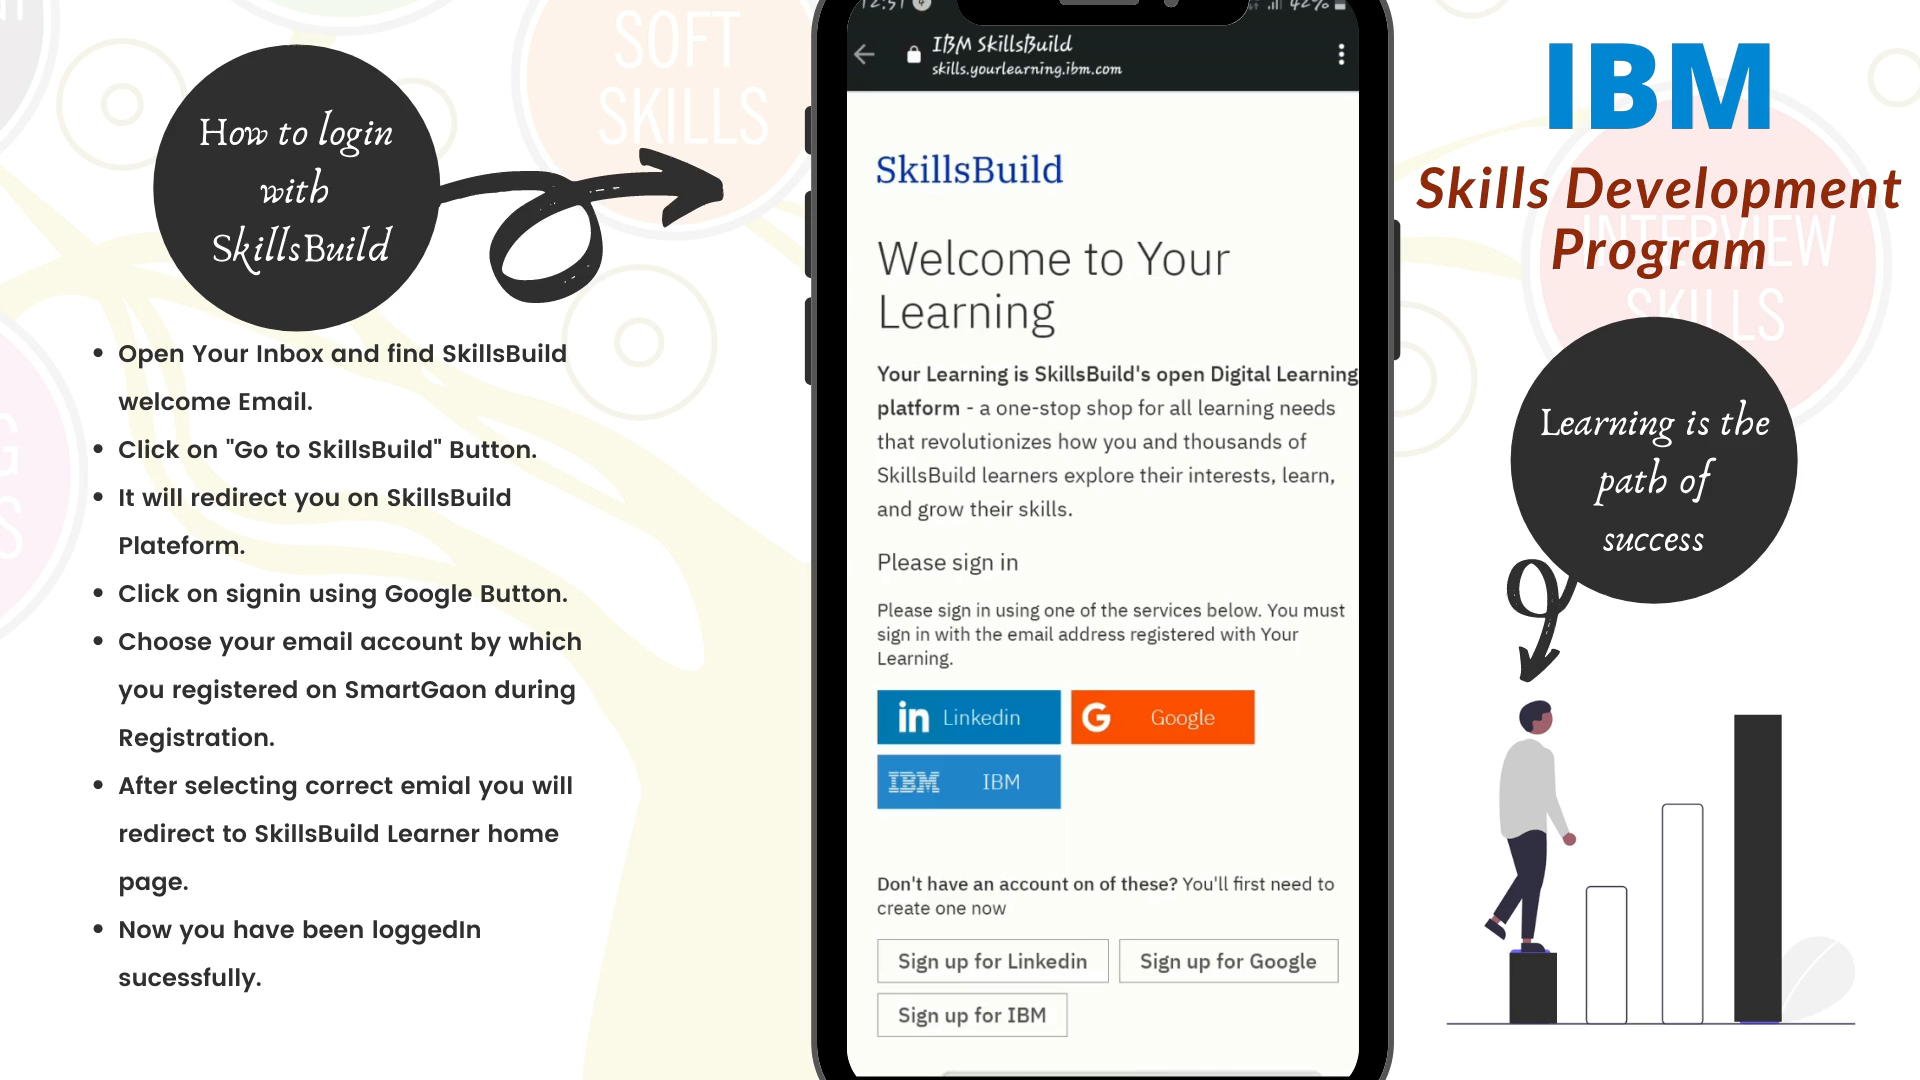 How to login
with
SkillsBuild
Open Your Inbox and find SkillsBuild
welcome Email.
Click on "Go to SkillsBuild" Button.
It will redirect you on SkillsBuild
Plateform.
Click on signin using Google Button.
Choose your email account by which
you registered on SmartGaon during
Registration.
After selecting correct emial you will
redirect to SkillsBuild Learner home
page.
Now you have been loggedIn
sucessfully.
SOFT
SKILLS
12:51
42%
IBM SkillsBuild
skills.yourlearning.ibm.com
SkillsBuild
Welcome to Your
Learning
Your Learning is SkillsBuild's open Digital Learning
platform - a one-stop shop for all learning needs
that revolutionizes how you and thousands of
SkillsBuild learners explore their interests, learn,
and grow their skills.
Please sign in
Please sign in using one of the services below. You must
sign in with the email address registered with Your
Learning.
in Linkedin
G Google
IBM IBM
Don't have an account on of these? You'll first need to
create one now
Sign up for Linkedin
Sign up for Google
Sign up for IBM
IBM
Skills Development
Program
INTERVIEW
SKILLS
Learning is the
path of
success